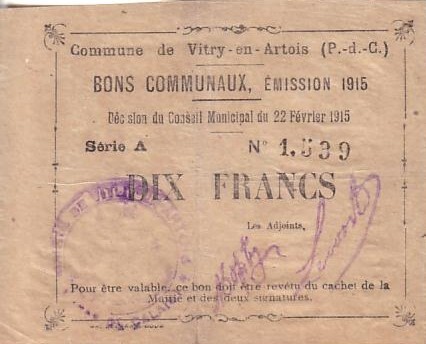 Commune de Vitry-en-Artois (P.-d.-C.)
BONS COMMUNAUX, ÉMISSION 1915
Décision du Conseil Municipal du 22 Février 1915
Série A N° 1.539
DIX FRANCS
Les Adjoints,
Pour être valable, ce bon doit être revêtu du cachet de la
Mairie et des deux signatures.